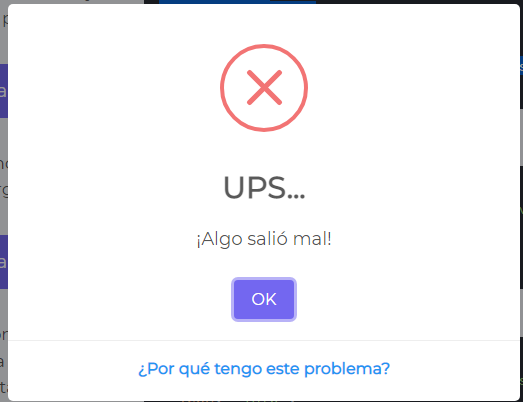 UPS...
¡Algo salió mal!
OK
¿Por qué tengo este problema?